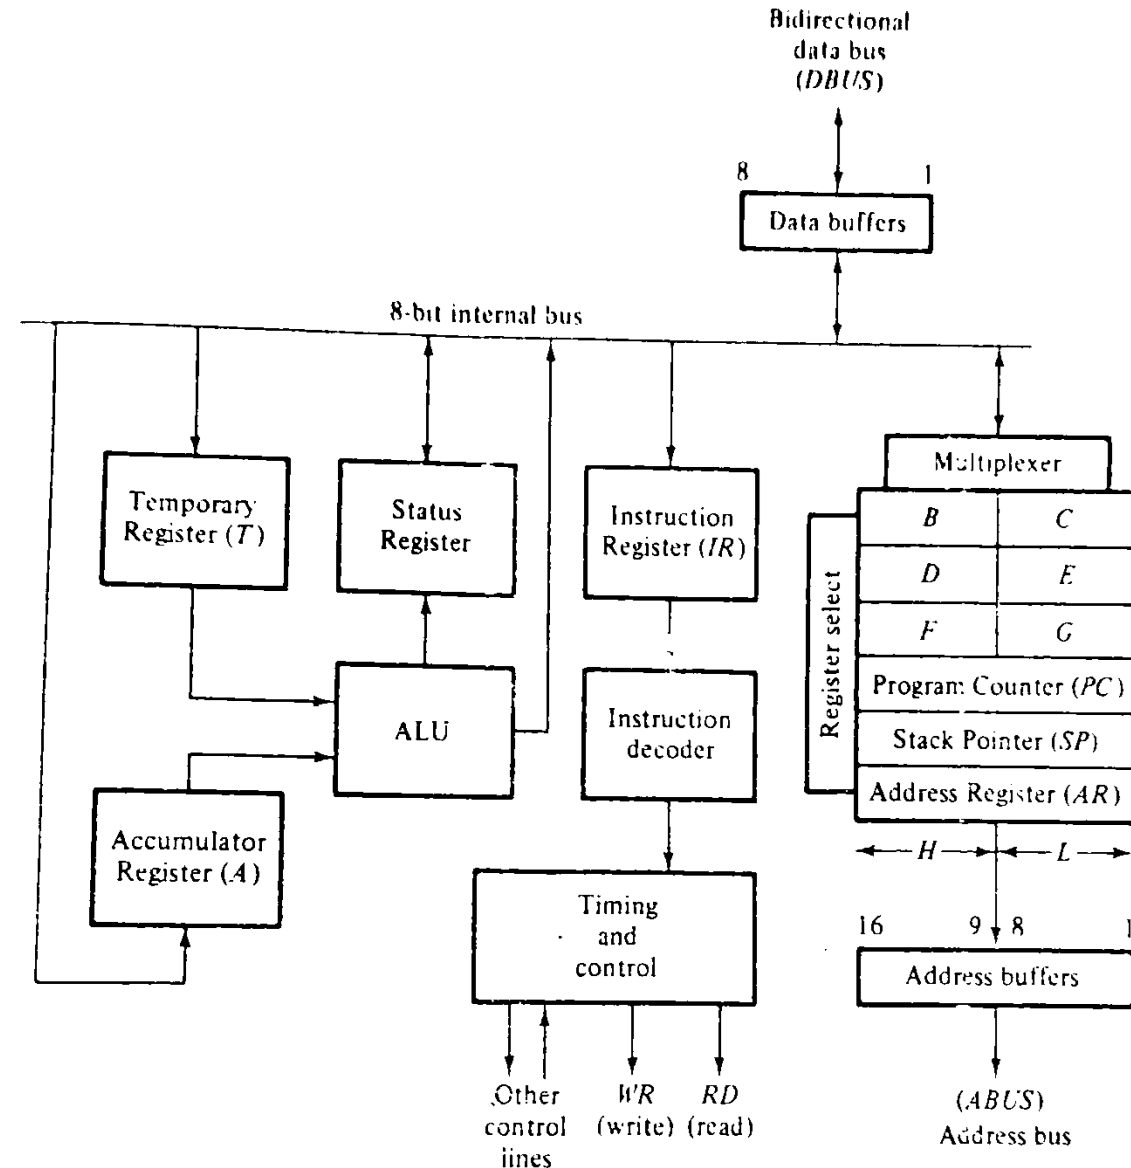 Bidirectional
data bus
(DBUS)
8 1
Data buffers
8-bit internal bus
Temporary
Register (T)
Status
Register
Instruction
Register (IR)
Multiplexer
B C
D E
F G
Register select
Program Counter (PC)
Stack Pointer (SP)
Address Register (AR)
H L
ALU
Instruction
decoder
Accumulator
Register (A)
Timing
and
control
16 9 8 1
Address buffers
Other
control
lines
WR
(write)
RD
(read)
(ABUS)
Address bus